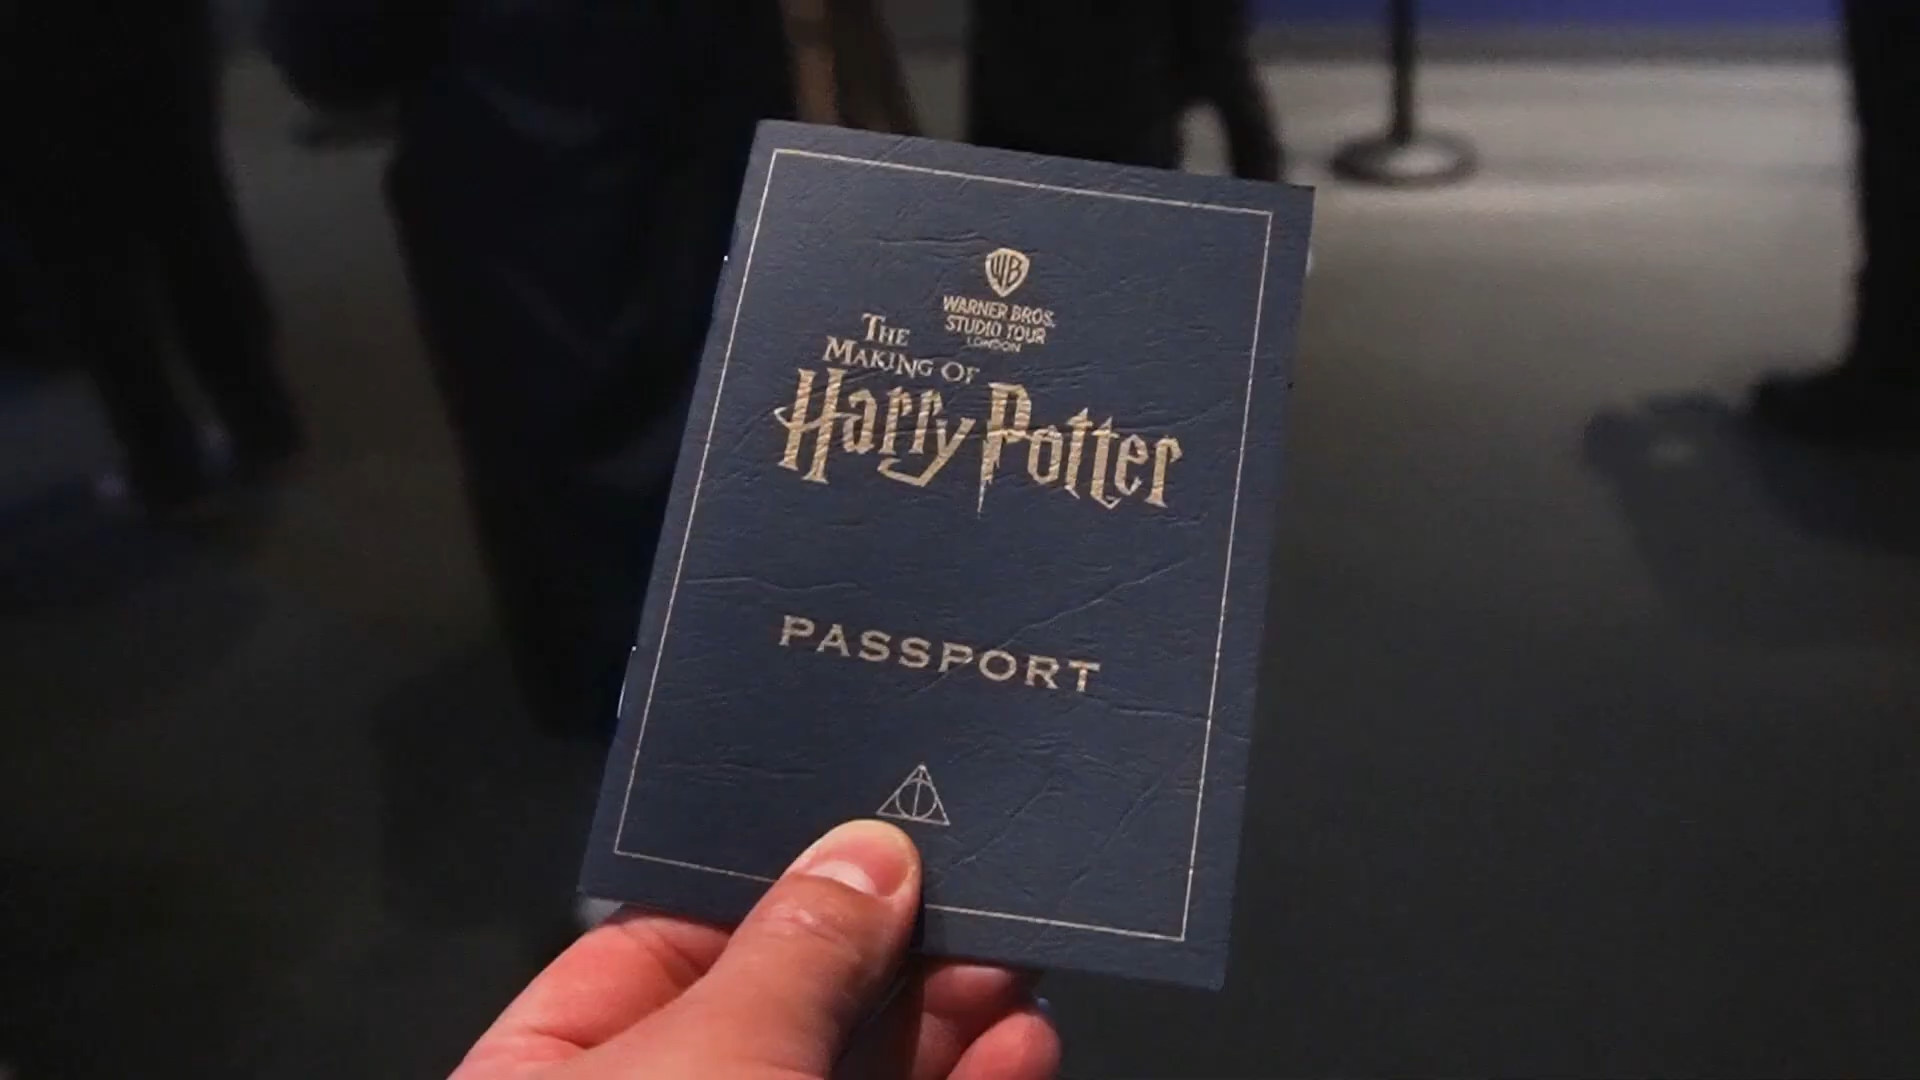 WB
WARNER BROS.
STUDIO TOUR
LONDON
THE
MAKING OF
Harry Potter
PASSPORT